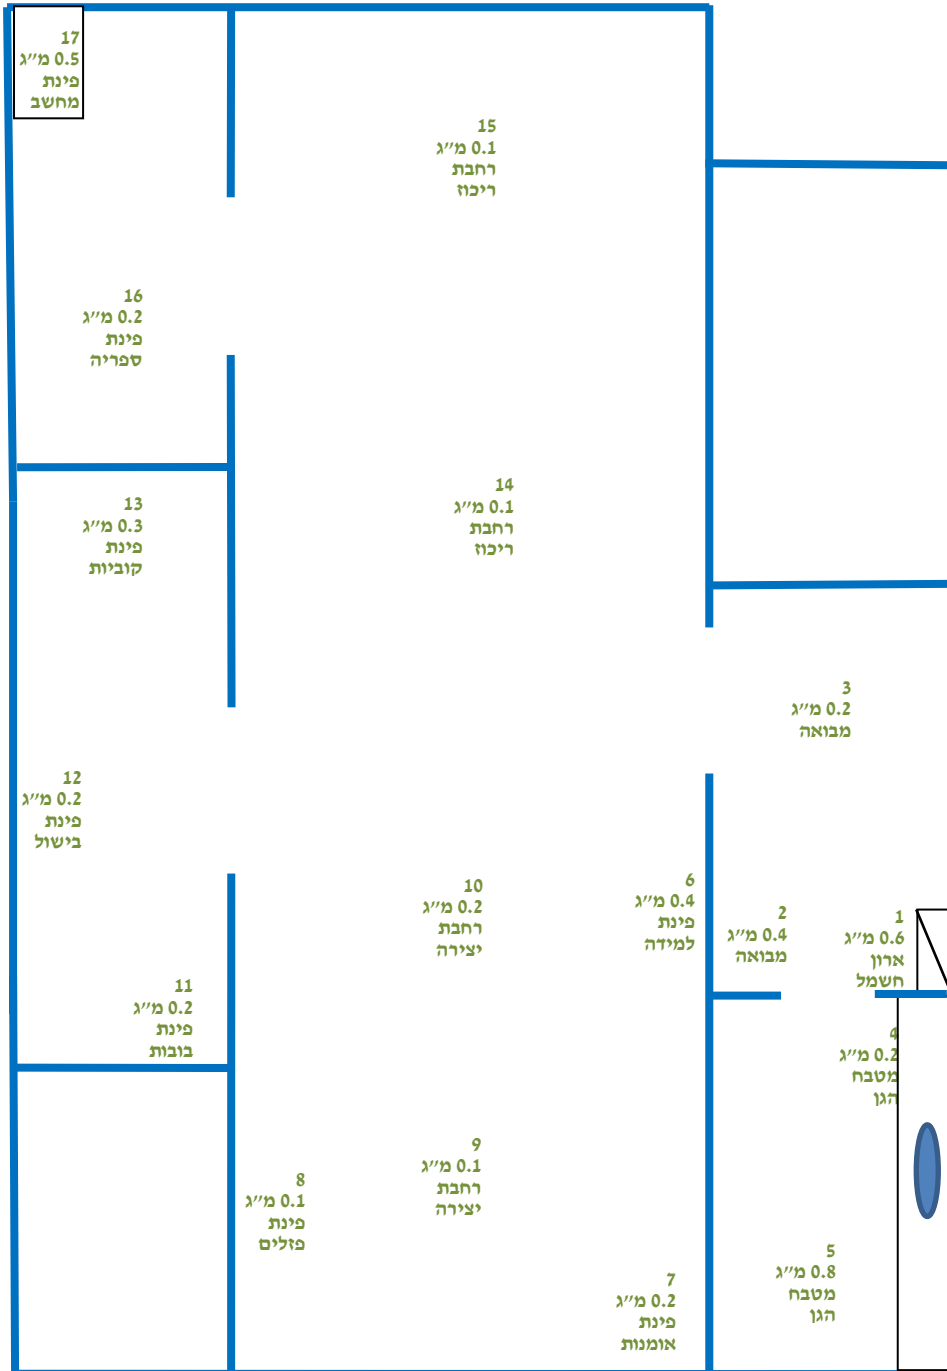 17
0.5 מ״ג
פינת
מחשב
15
0.1 מ״ג
רחבת
ריכוז
16
0.2 מ״ג
פינת
ספריה
14
0.1 מ״ג
רחבת
ריכוז
13
0.3 מ״ג
פינת
קוביות
3
0.2 מ״ג
מבואה
12
0.2 מ״ג
פינת
בישול
10
0.2 מ״ג
רחבת
יצירה
6
0.4 מ״ג
פינת
למידה
2
0.4 מ״ג
מבואה
1
0.6 מ״ג
ארון
חשמל
11
0.2 מ״ג
פינת
בובות
4
0.2 מ״ג
מטבח
הגן
9
0.1 מ״ג
רחבת
יצירה
8
0.1 מ״ג
פינת
פזלים
5
0.8 מ״ג
מטבח
הגן
7
0.2 מ״ג
פינת
אומנות